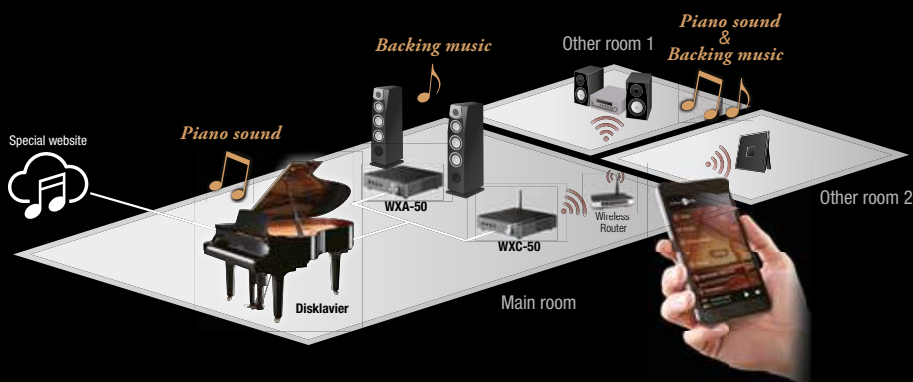 Piano sound
&
Backing music
Other room 1
Backing music
Piano sound
Special website
Other room 2
WXA-50
Wireless
Router
WXC-50
Main room
Disklavier